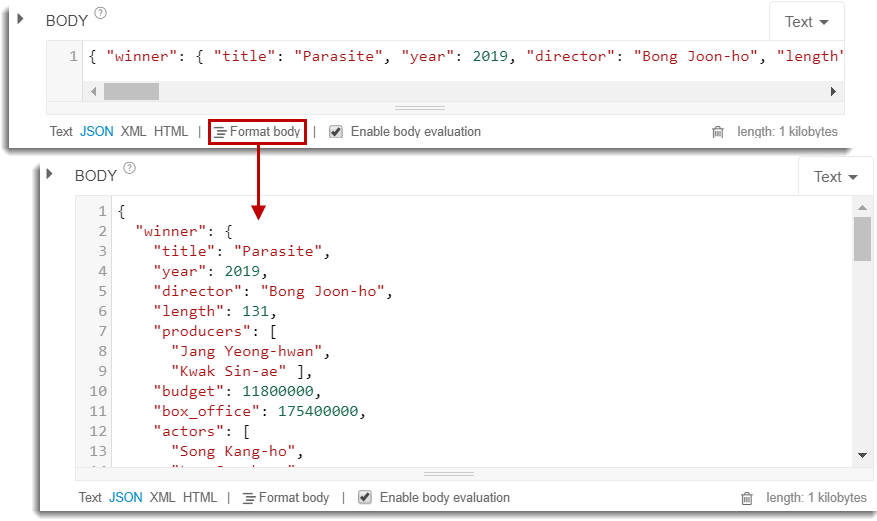 BODY ?
Text
1 { "winner": { "title": "Parasite", "year": 2019, "director": "Bong Joon-ho", "length"
Text JSON XML HTML | Format body | Enable body evaluation length: 1 kilobytes
BODY ?
Text
1 {
2 "winner": {
3 "title": "Parasite",
4 "year": 2019,
5 "director": "Bong Joon-ho",
6 "length": 131,
7 "producers": [
8 "Jang Yeong-hwan",
9 "Kwak Sin-ae" ],
10 "budget": 11800000,
11 "box_office": 175400000,
12 "actors": [
13 "Song Kang-ho",
Text JSON XML HTML | Format body | Enable body evaluation length: 1 kilobytes